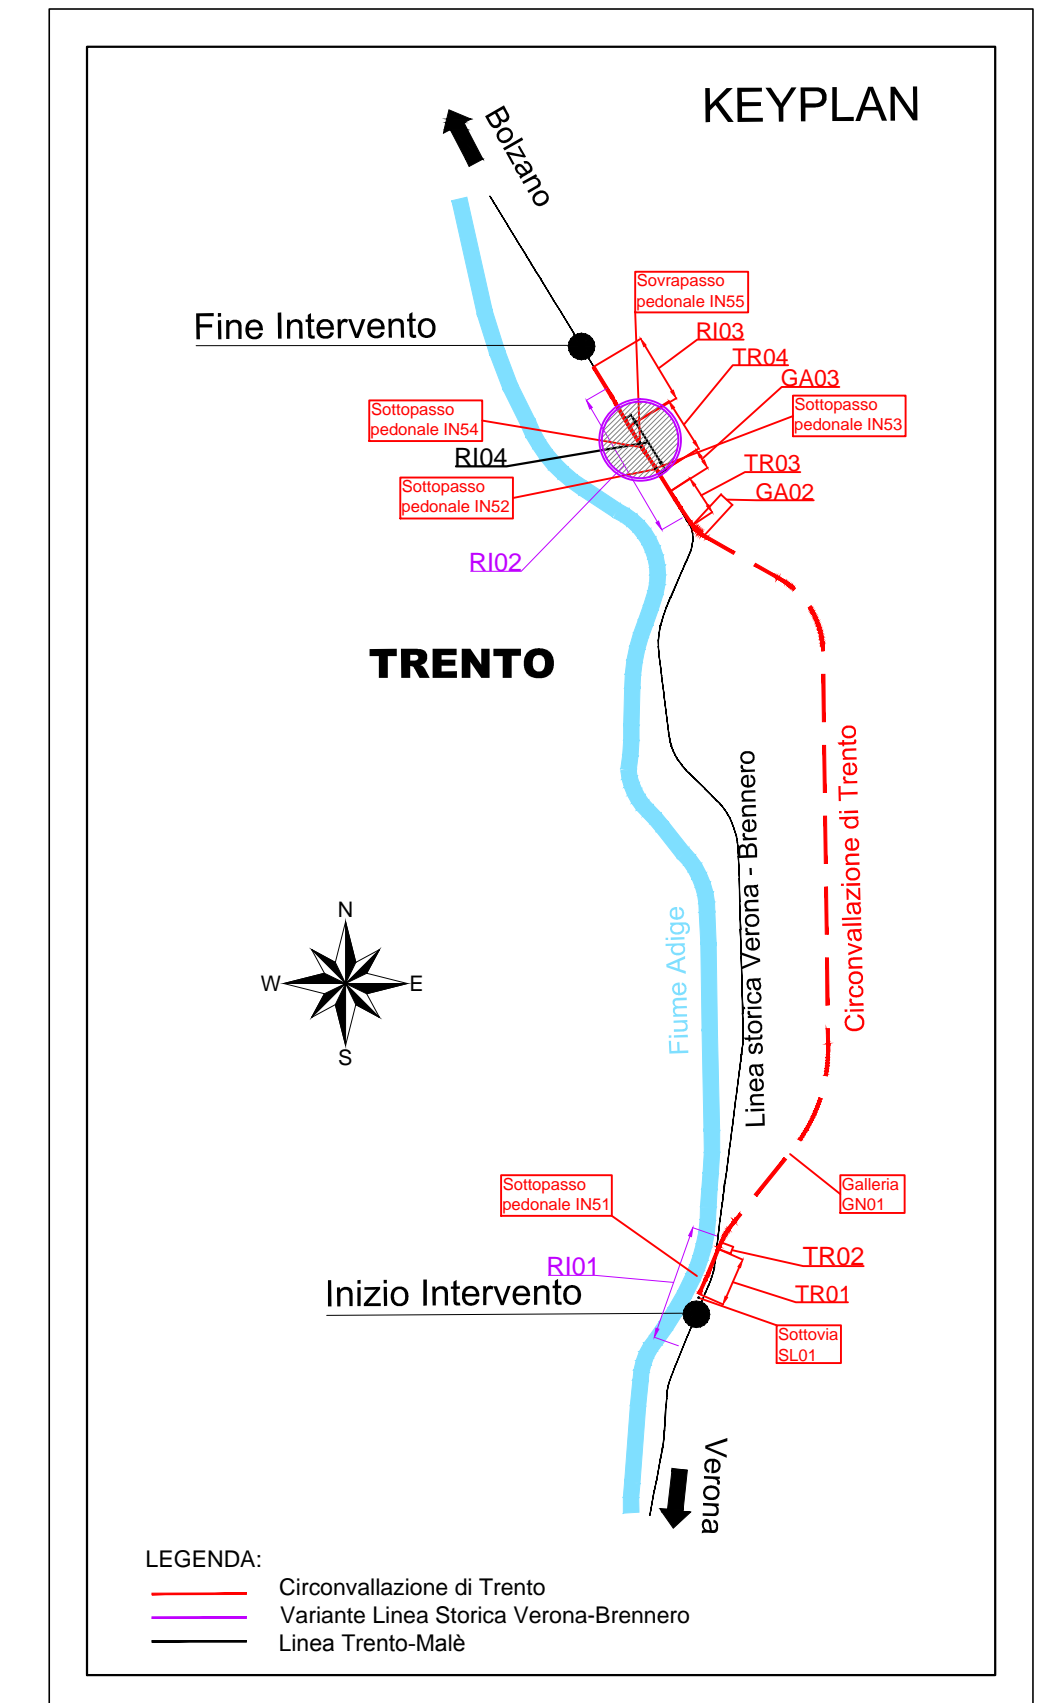 KEYPLAN
Bolzano
Sovrapasso
pedonale IN55
Fine Intervento
RI03
TR04
GA03
Sottopasso
pedonale IN54
Sottopasso
pedonale IN53
RI04
TR03
Sottopasso
pedonale IN52
GA02
RI02
TRENTO
Circonvallazione di Trento
Linea storica Verona - Brennero
Fiume Adige
N
W
E
S
Sottopasso
pedonale IN51
Galleria
GN01
RI01
TR02
Inizio Intervento
TR01
Sottovia
SL01
Verona
LEGENDA:
Circonvallazione di Trento
Variante Linea Storica Verona-Brennero
Linea Trento-Malè